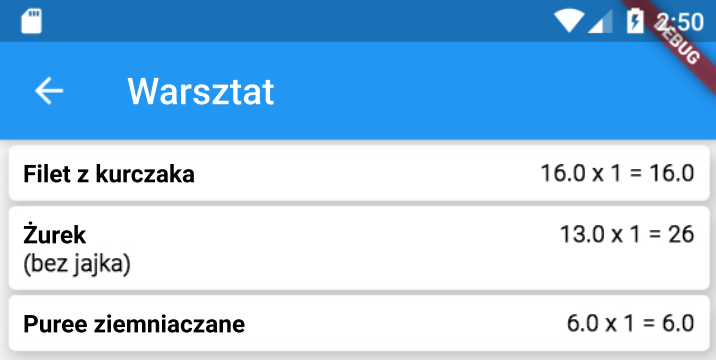 2:50
DEBUG
Warsztat
Filet z kurczaka 16.0 x 1 = 16.0
Żurek 13.0 x 1 = 26
(bez jajka)
Puree ziemniaczane 6.0 x 1 = 6.0